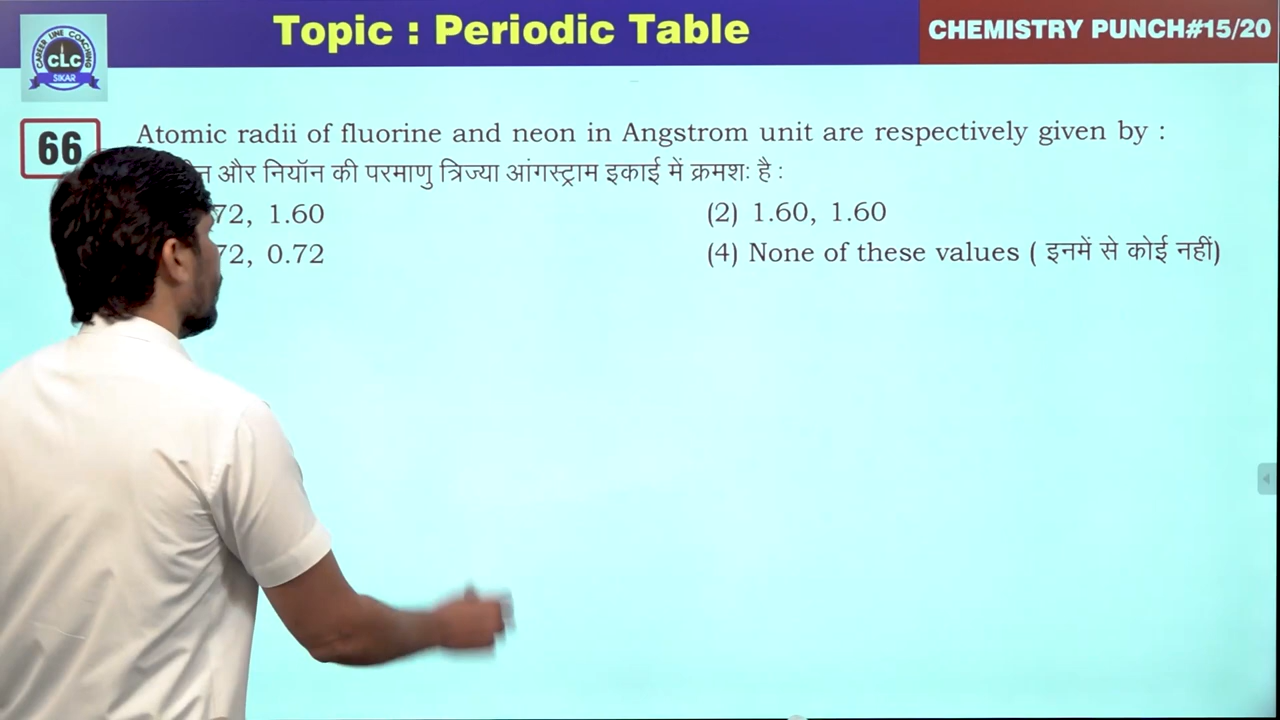 Topic : Periodic Table
CHEMISTRY PUNCH#15/20
CAREER LINE COACHING
CLC
SIKAR
66
Atomic radii of fluorine and neon in Angstrom unit are respectively given by :
और नियॉन की परमाणु त्रिज्या आंगस्ट्राम इकाई में क्रमशः है :
72, 1.60
(2) 1.60, 1.60
72, 0.72
(4) None of these values ( इनमें से कोई नहीं)